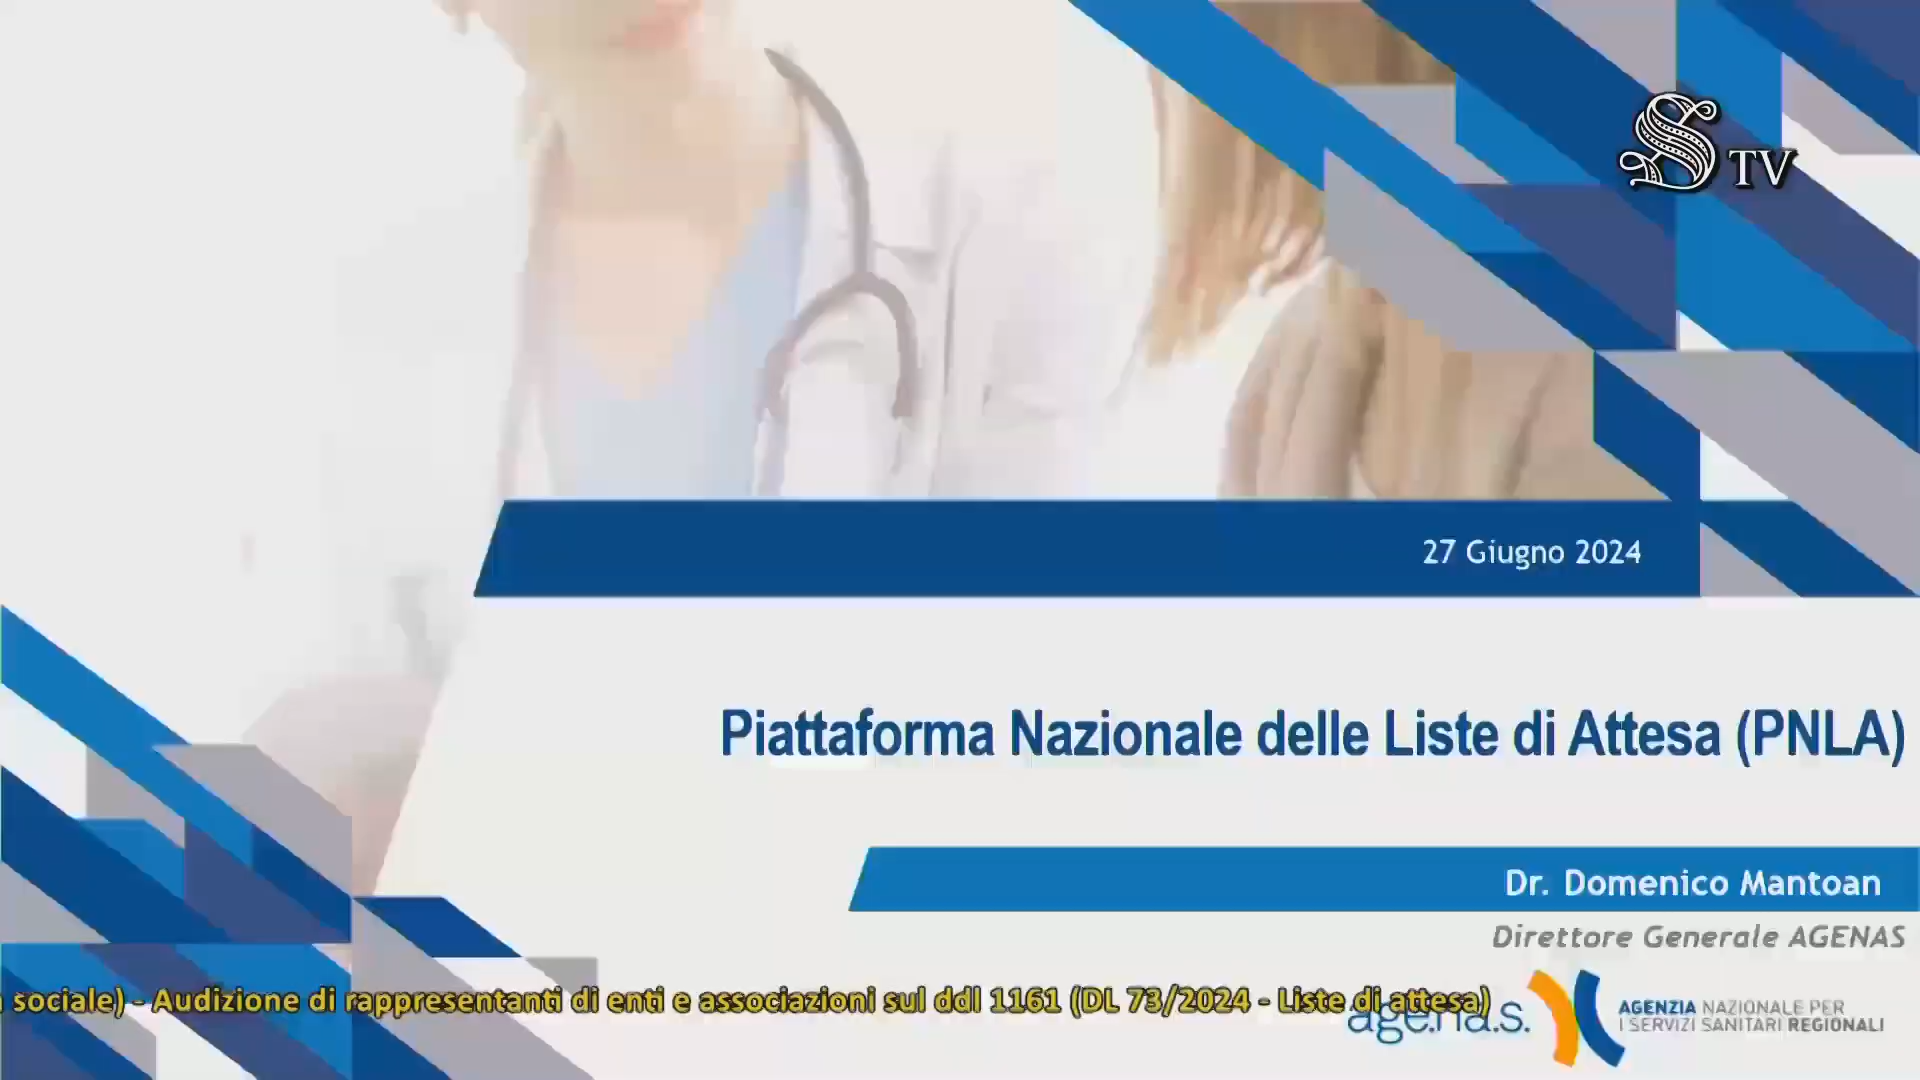 S TV
27 Giugno 2024
Piattaforma Nazionale delle Liste di Attesa (PNLA)
Dr. Domenico Mantoan
Direttore Generale AGENAS
sociale) - Audizione di rappresentanti di enti e associazioni sul ddl 1161 (DL 73/2024 - Liste di attesa)
age.na.s.
AGENZIA NAZIONALE PER
I SERVIZI SANITARI REGIONALI